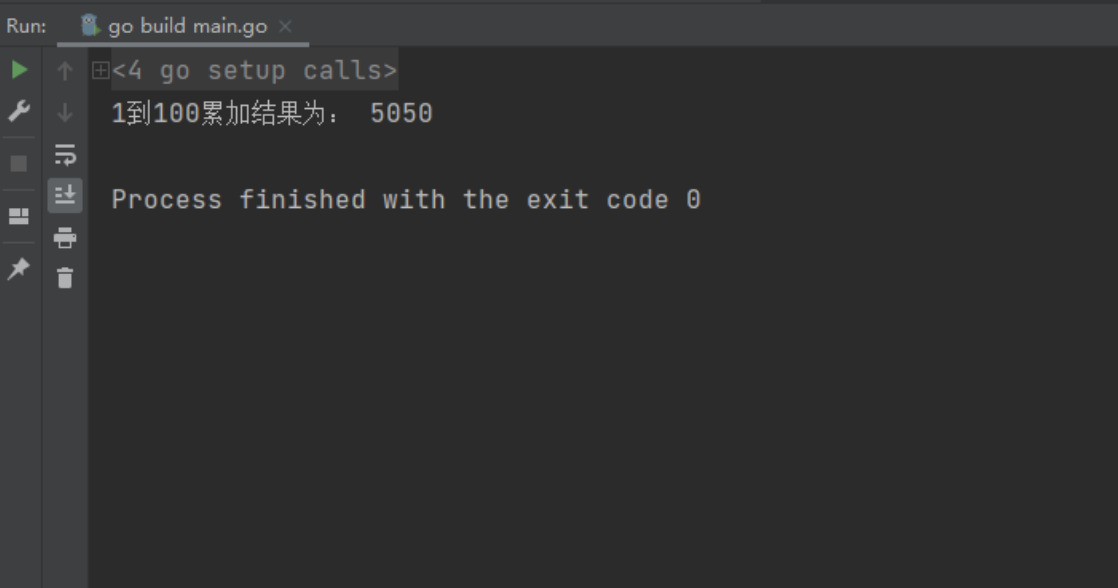 Run: go build main.go
<4 go setup calls>
1到100累加结果为： 5050
Process finished with the exit code 0